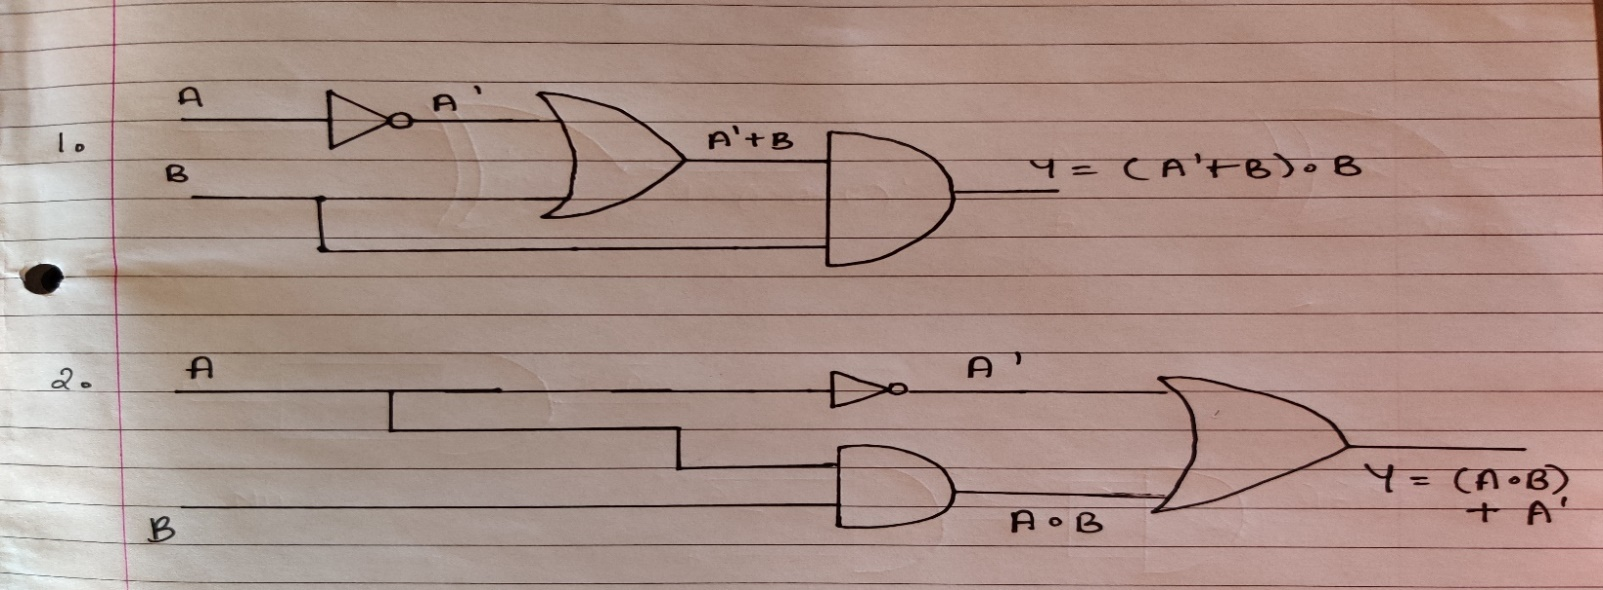 1.
A
A'
B
A'+B
Y = (A'+B)∘B
2.
A
A'
B
A∘B
Y = (A∘B)
+ A'